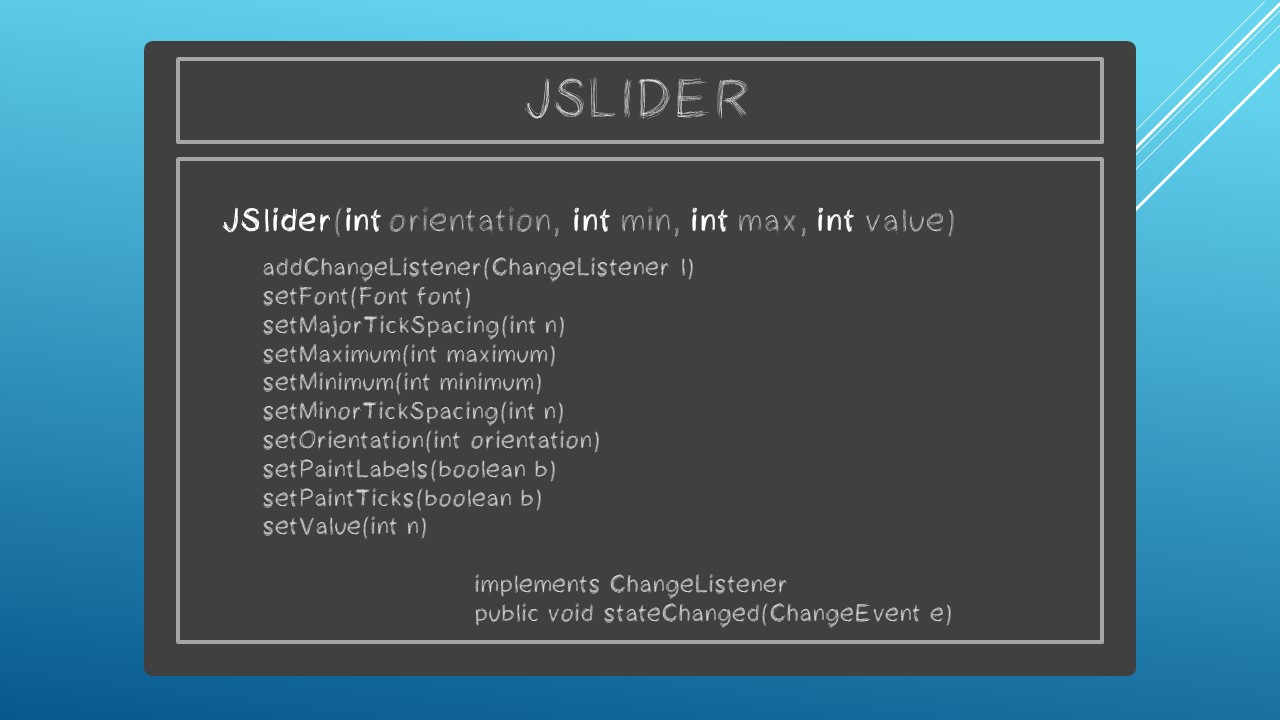 JSLIDER
JSlider(int orientation, int min, int max, int value)
addChangeListener(ChangeListener l)
setFont(Font font)
setMajorTickSpacing(int n)
setMaximum(int maximum)
setMinimum(int minimum)
setMinorTickSpacing(int n)
setOrientation(int orientation)
setPaintLabels(boolean b)
setPaintTicks(boolean b)
setValue(int n)
implements ChangeListener
public void stateChanged(ChangeEvent e)